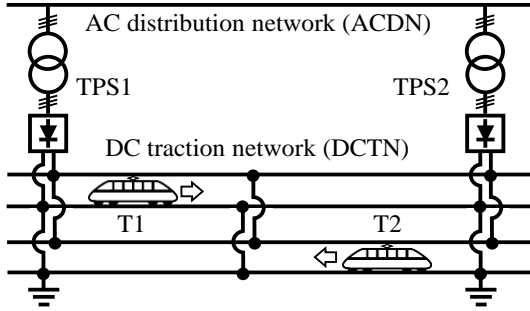 AC distribution network (ACDN)
TPS1
TPS2
DC traction network (DCTN)
T1
T2